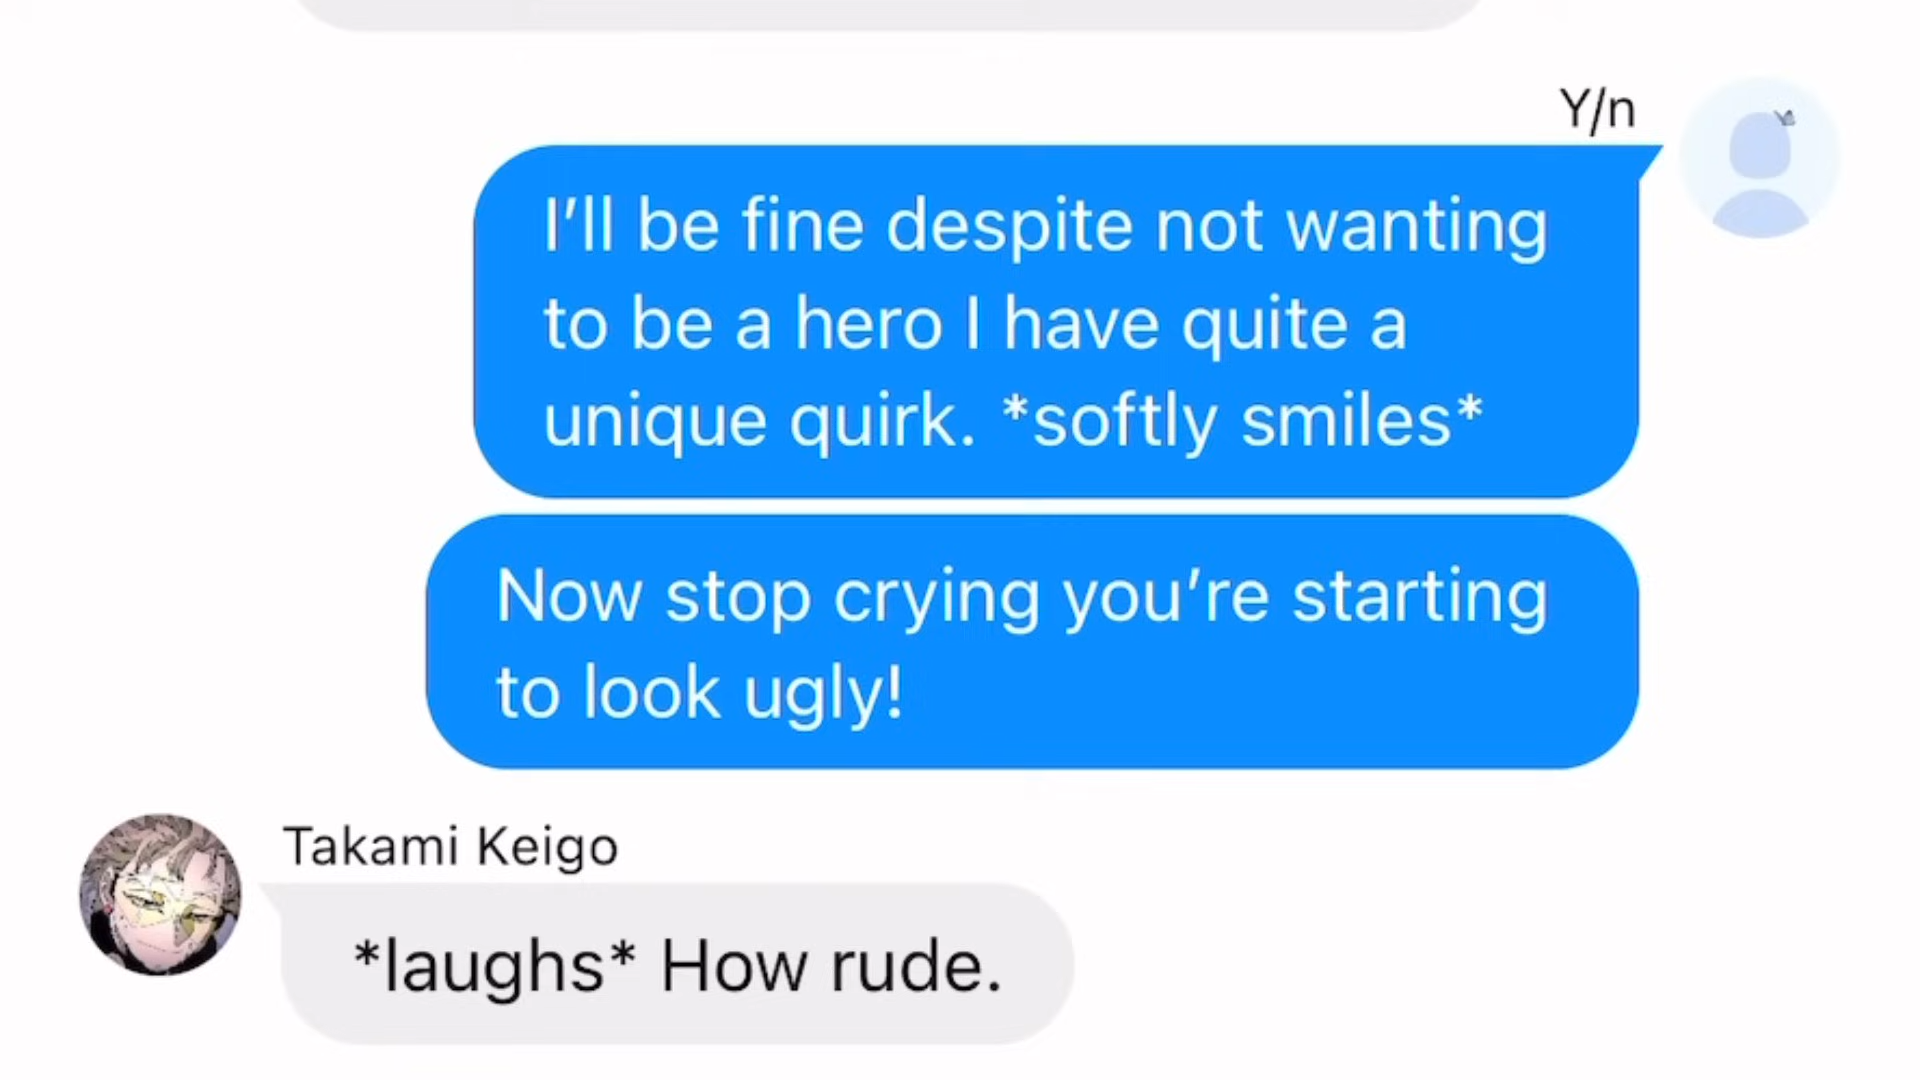 Y/n
I’ll be fine despite not wanting
to be a hero I have quite a
unique quirk. *softly smiles*
Now stop crying you’re starting
to look ugly!
Takami Keigo
*laughs* How rude.